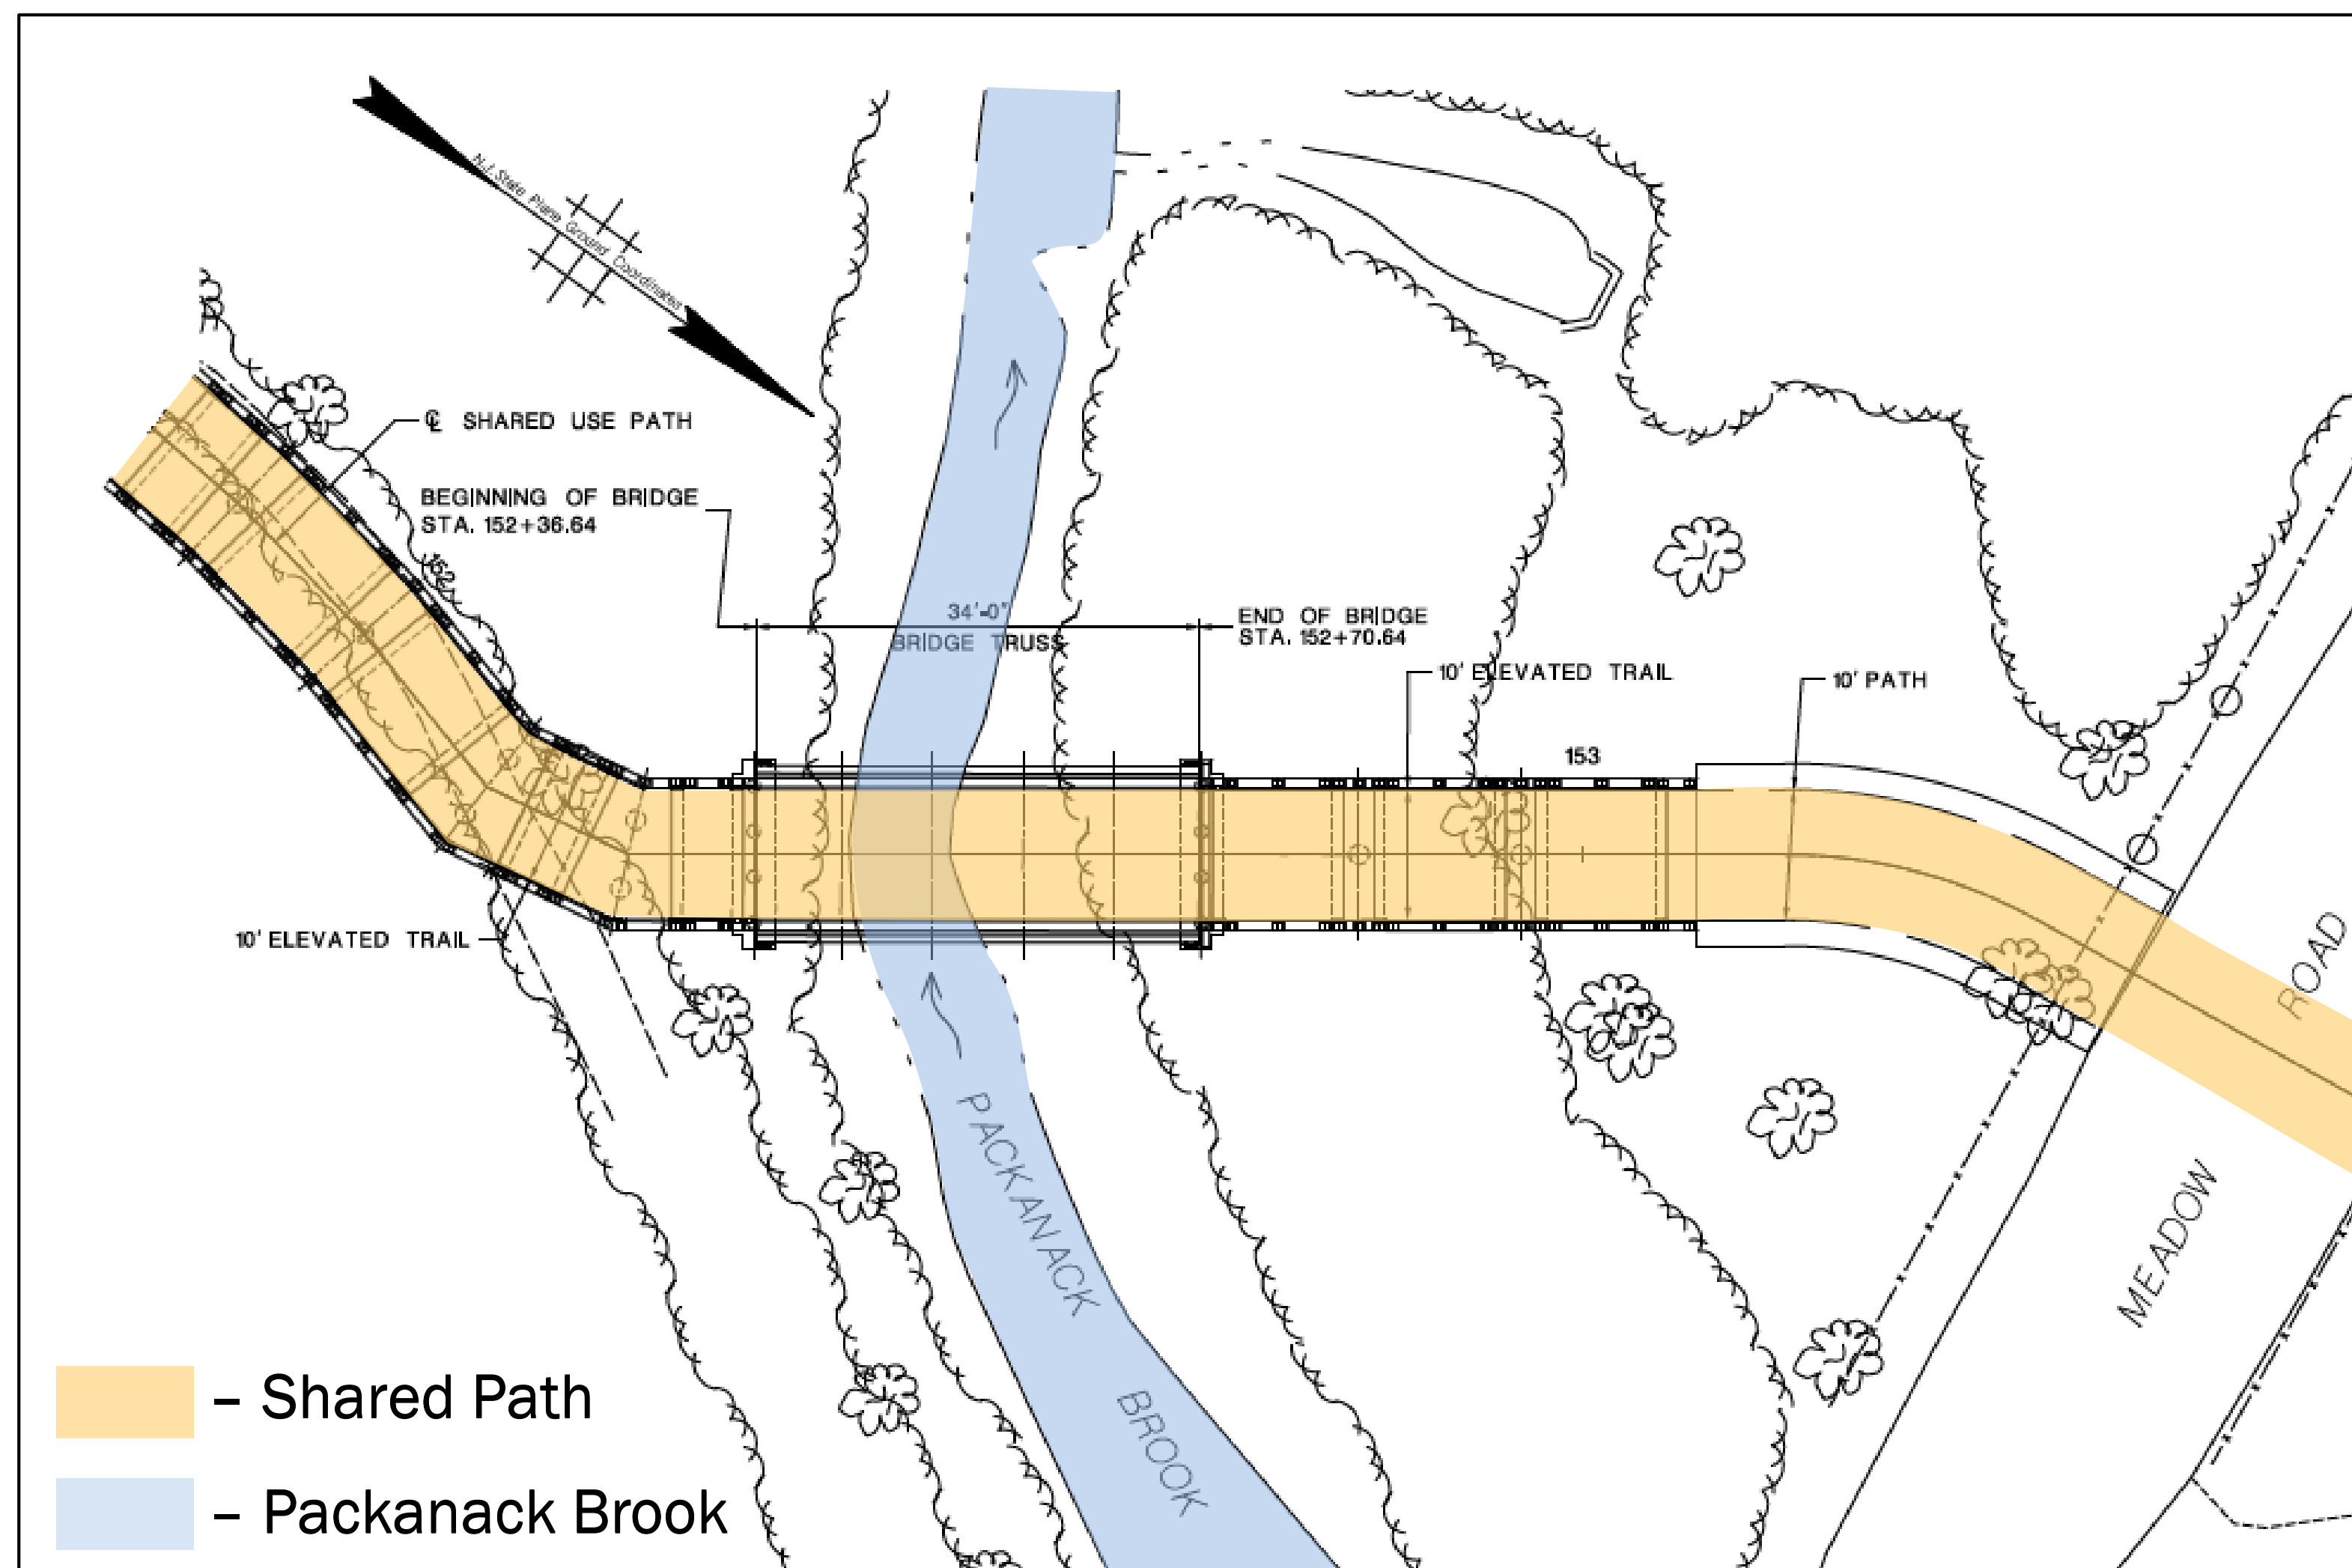 N.J. State Plane Ground Coordinates
℄ SHARED USE PATH
BEGINNING OF BRIDGE
STA. 152+36.64
152
34'-0"
BRIDGE TRUSS
END OF BRIDGE
STA. 152+70.64
10' ELEVATED TRAIL
10' PATH
153
10' ELEVATED TRAIL
PACKANACK
BROOK
MEADOW
ROAD
– Shared Path
– Packanack Brook